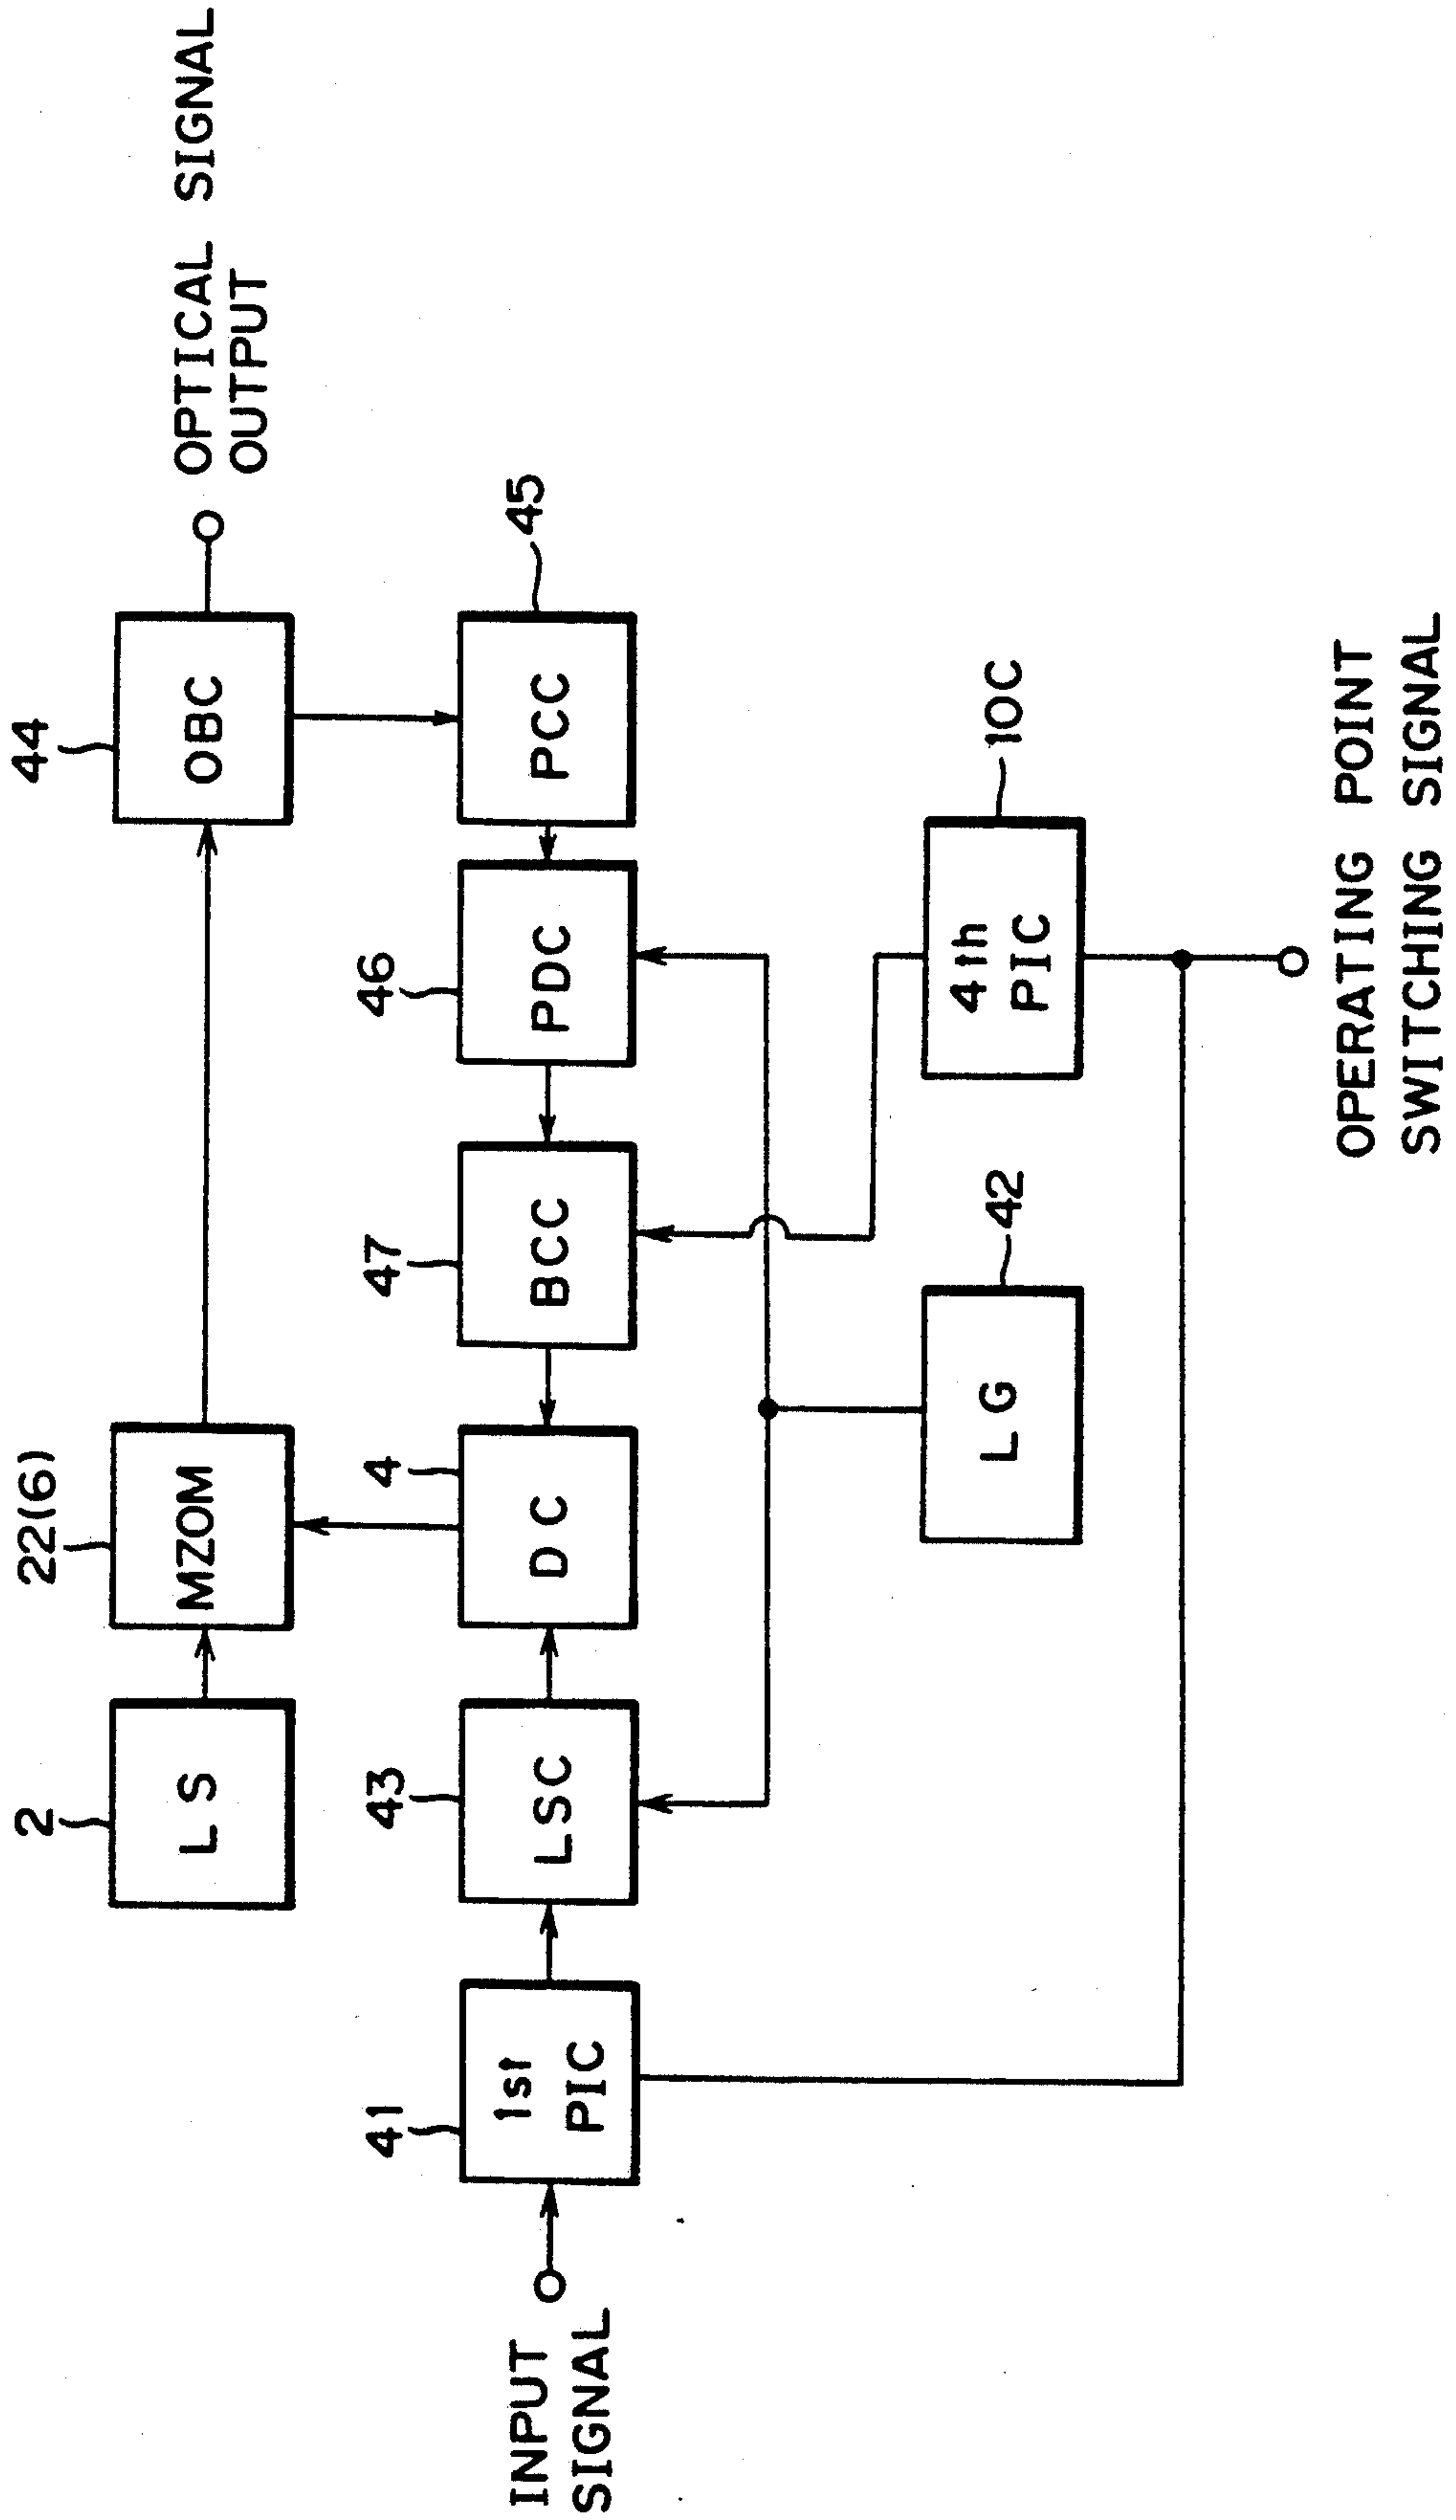 2
22(6)
44
LS
MZOM
OBC
OPTICAL SIGNAL
OUTPUT
41
43
4
47
46
45
INPUT
SIGNAL
1st
PIC
LSC
DC
BCC
PDC
PCC
42
10C
LG
4th
PIC
OPERATING POINT
SWITCHING SIGNAL